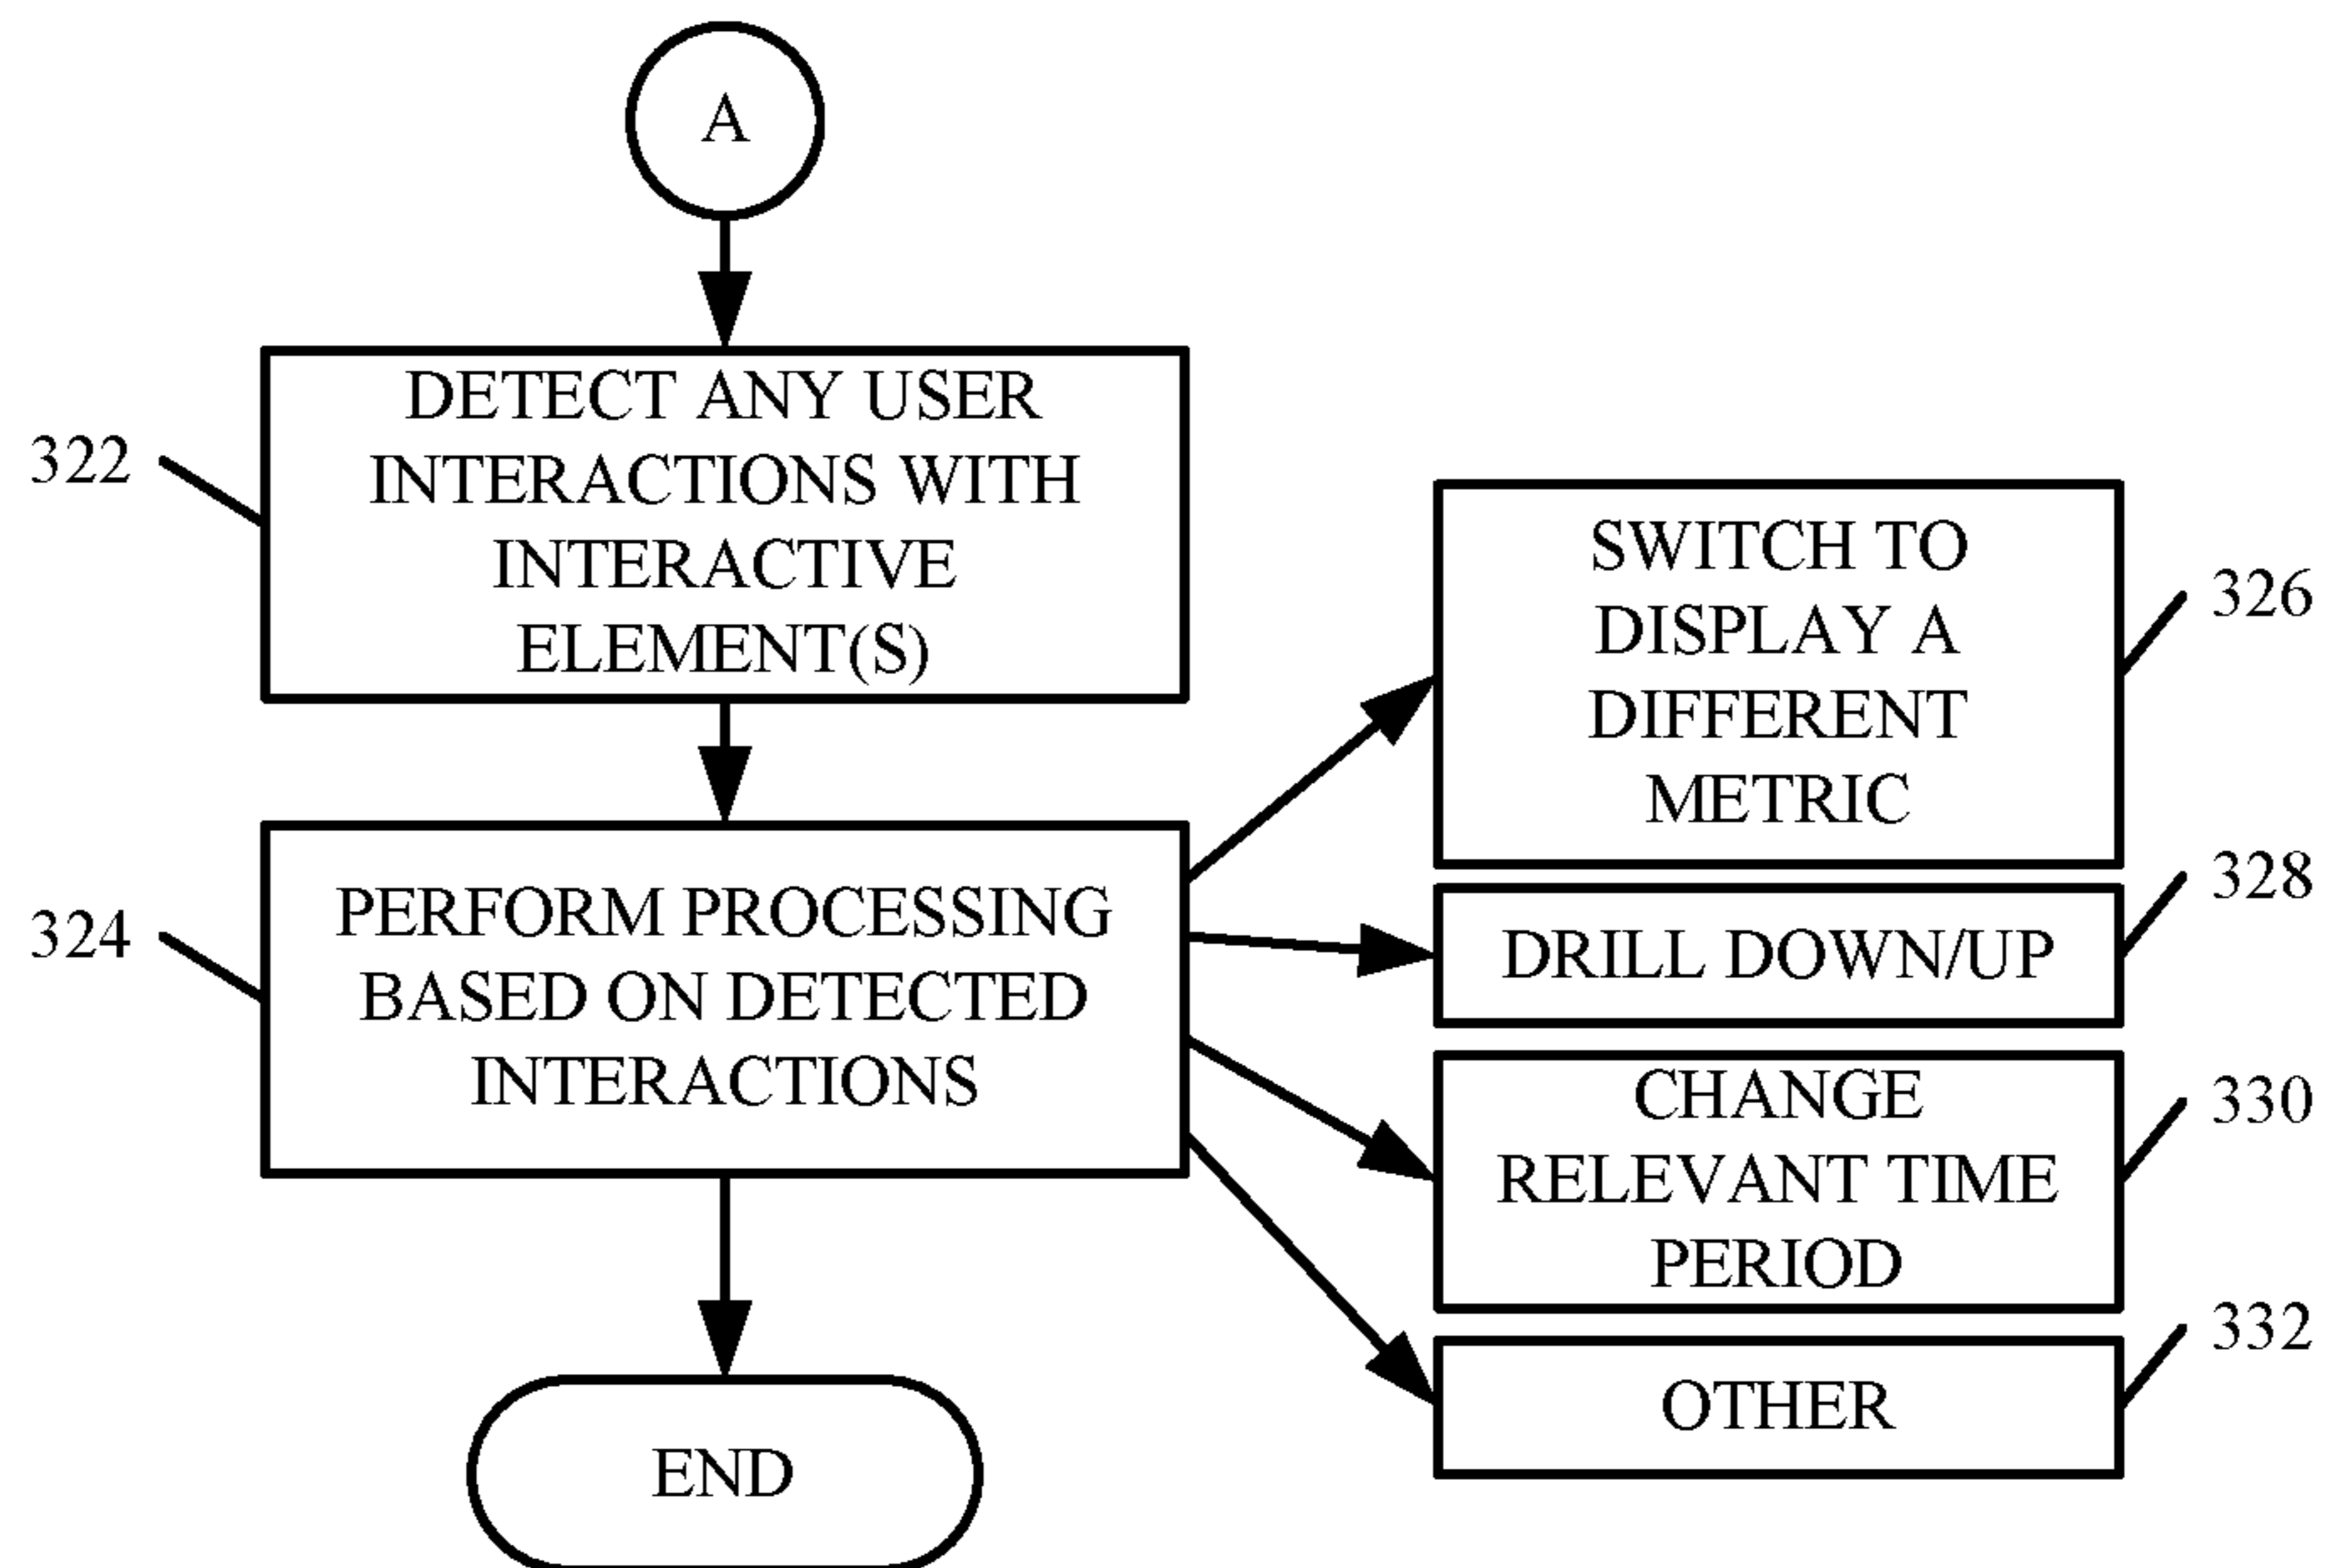 A
322
DETECT ANY USER
INTERACTIONS WITH
INTERACTIVE
ELEMENT(S)
324
PERFORM PROCESSING
BASED ON DETECTED
INTERACTIONS
SWITCH TO
DISPLAY A
DIFFERENT
METRIC
326
DRILL DOWN/UP
328
CHANGE
RELEVANT TIME
PERIOD
330
OTHER
332
END